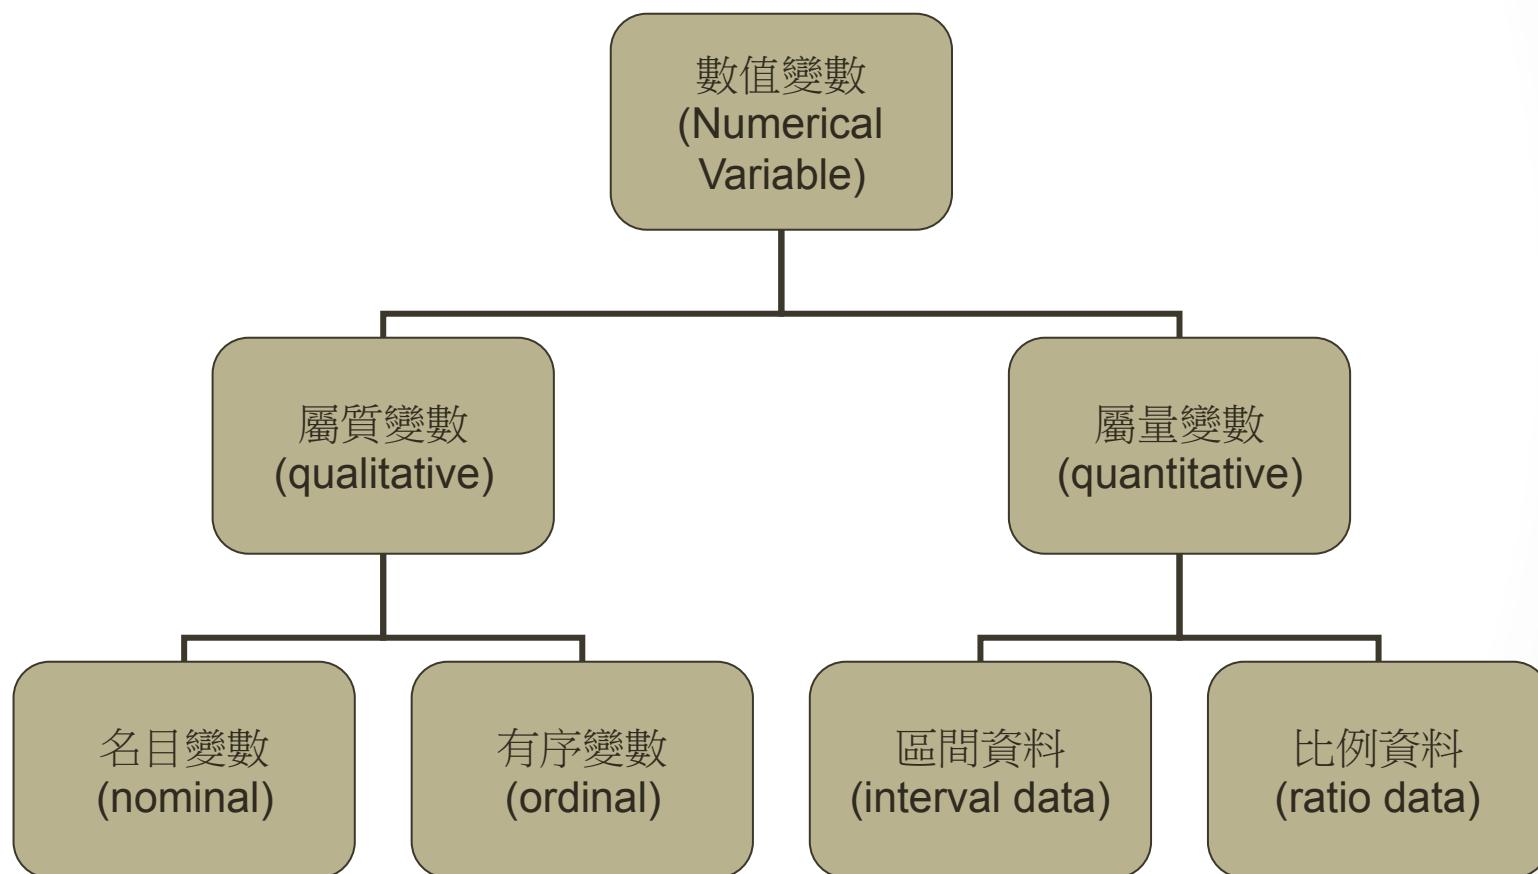 數值變數
(Numerical
Variable)
屬質變數
(qualitative)
屬量變數
(quantitative)
名目變數
(nominal)
有序變數
(ordinal)
區間資料
(interval data)
比例資料
(ratio data)